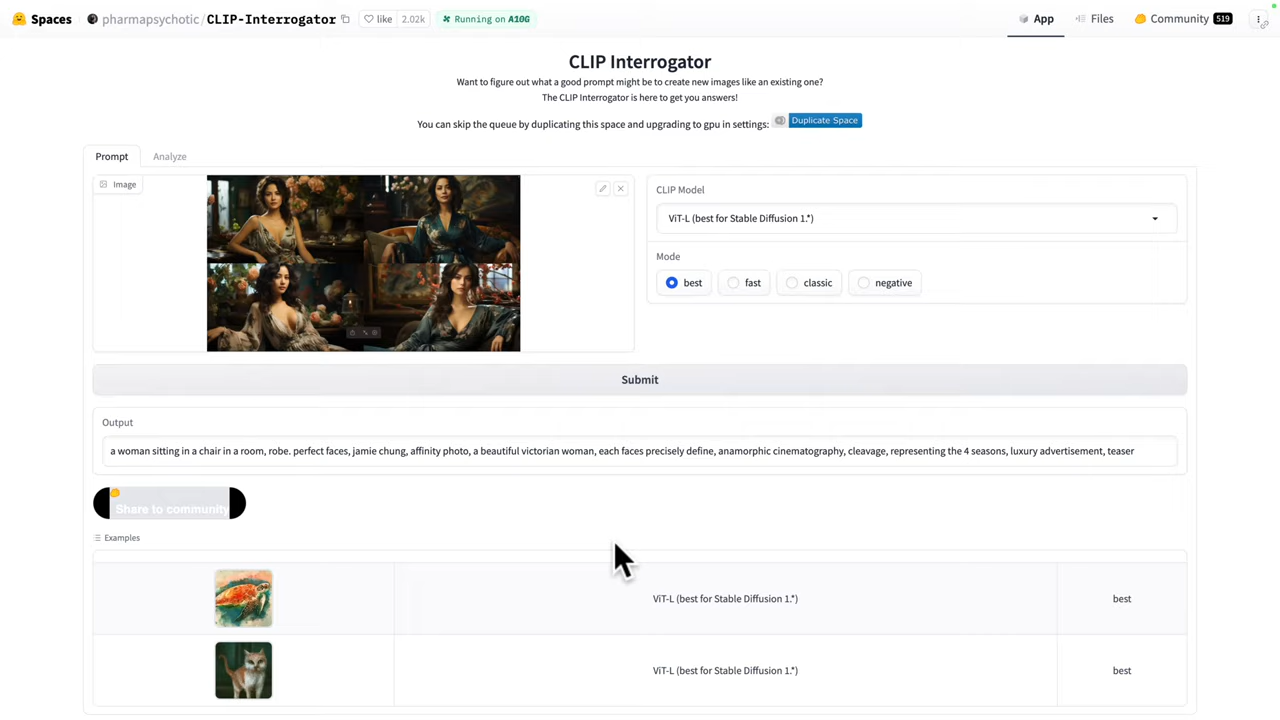 Spaces pharmapsychotic/CLIP-Interrogator like 2.02k Running on A10G App Files Community 519
CLIP Interrogator
Want to figure out what a good prompt might be to create new images like an existing one?
The CLIP Interrogator is here to get you answers!
You can skip the queue by duplicating this space and upgrading to gpu in settings: Duplicate Space
Prompt Analyze
Image
CLIP Model
ViT-L (best for Stable Diffusion 1.*)
Mode
best fast classic negative
Submit
Output
a woman sitting in a chair in a room, robe. perfect faces, jamie chung, affinity photo, a beautiful victorian woman, each faces precisely define, anamorphic cinematography, cleavage, representing the 4 seasons, luxury advertisement, teaser
Share to community
Examples
ViT-L (best for Stable Diffusion 1.*) best
ViT-L (best for Stable Diffusion 1.*) best